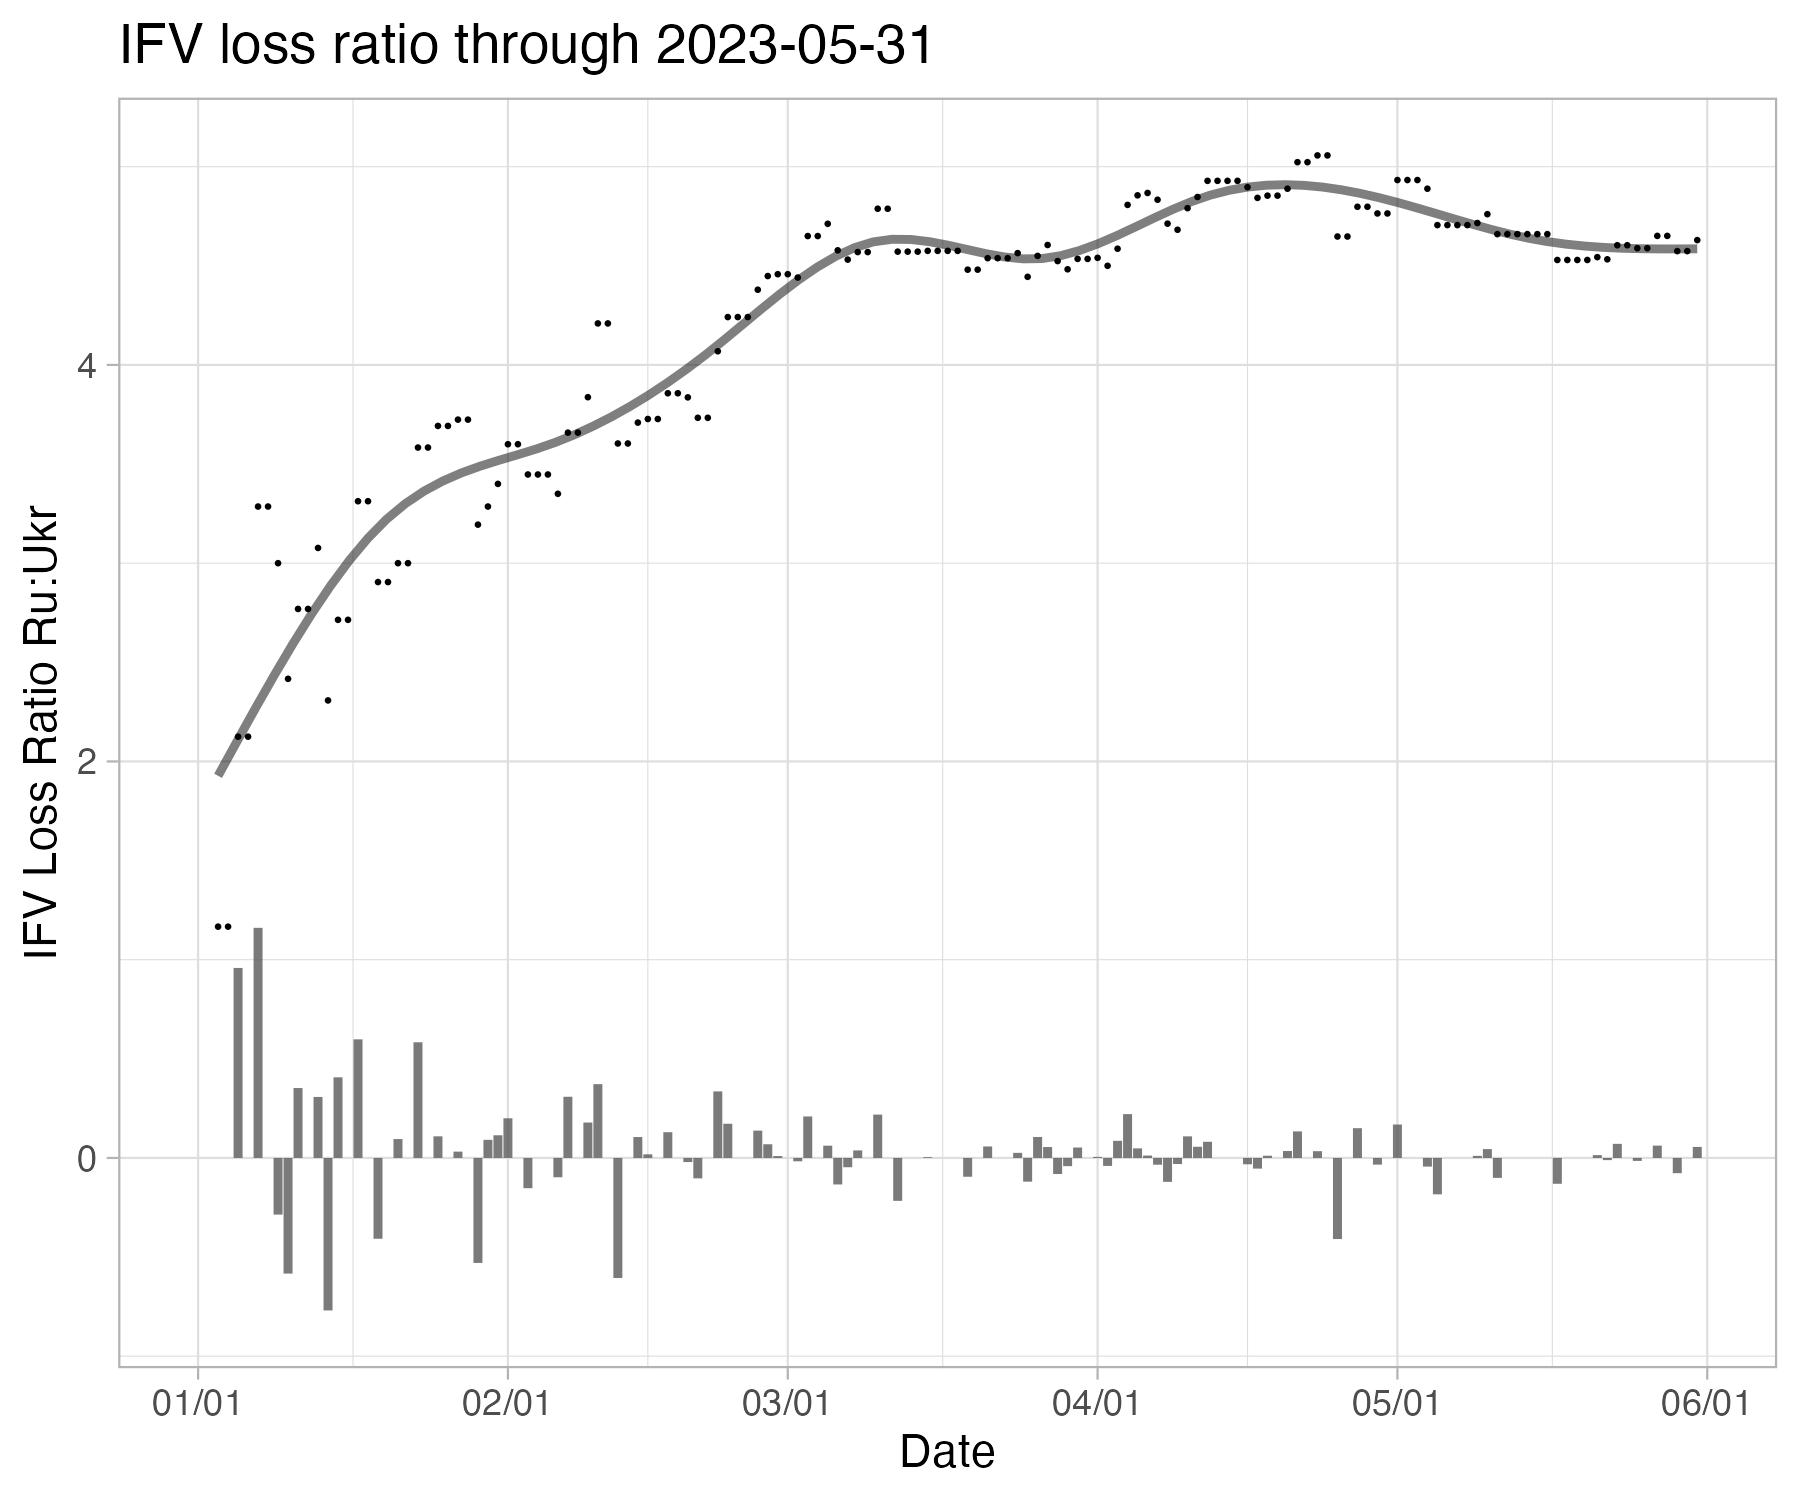 IFV loss ratio through 2023-05-31
IFV Loss Ratio Ru:Ukr
4
2
0
01/01 02/01 03/01 04/01 05/01 06/01
Date